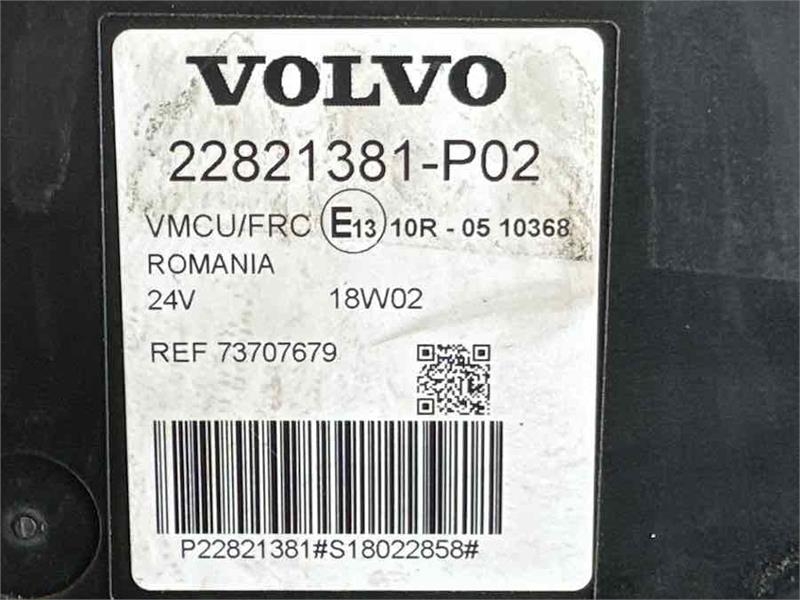 VOLVO
22821381-P02
VMCU/FRC E13 10R - 05 10368
ROMANIA
24V 18W02
REF 73707679
P22821381#S18022858#